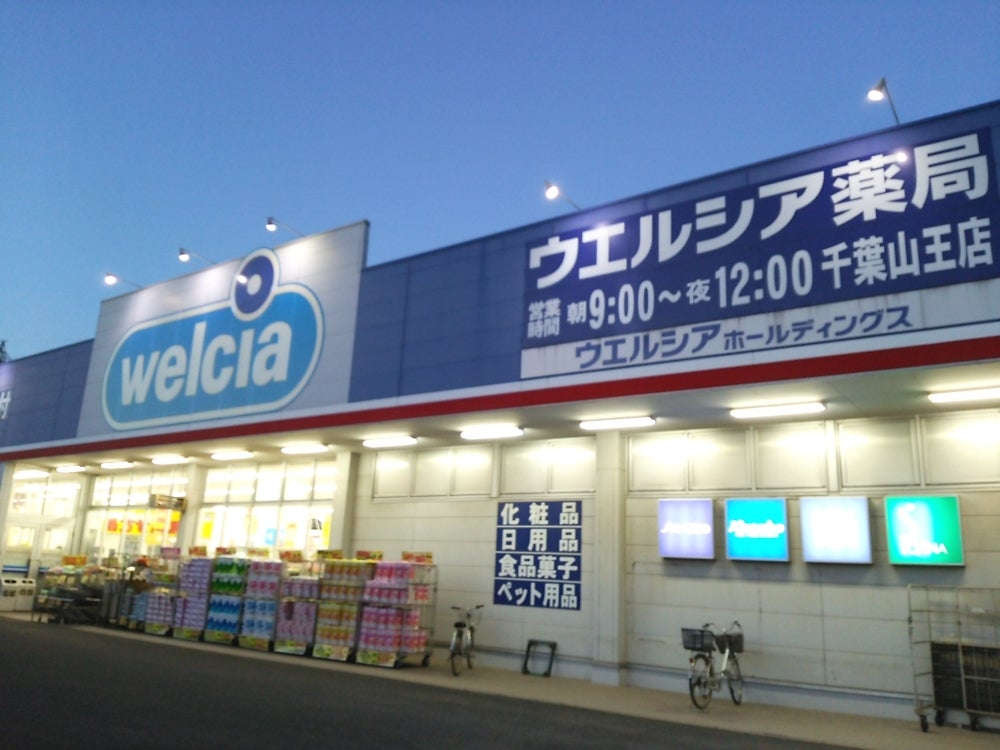 welcia
ウエルシア薬局
営業時間 朝9:00～夜12:00 千葉山王店
ウエルシアホールディングス
付
化粧品
日用品
食品菓子
ペット用品